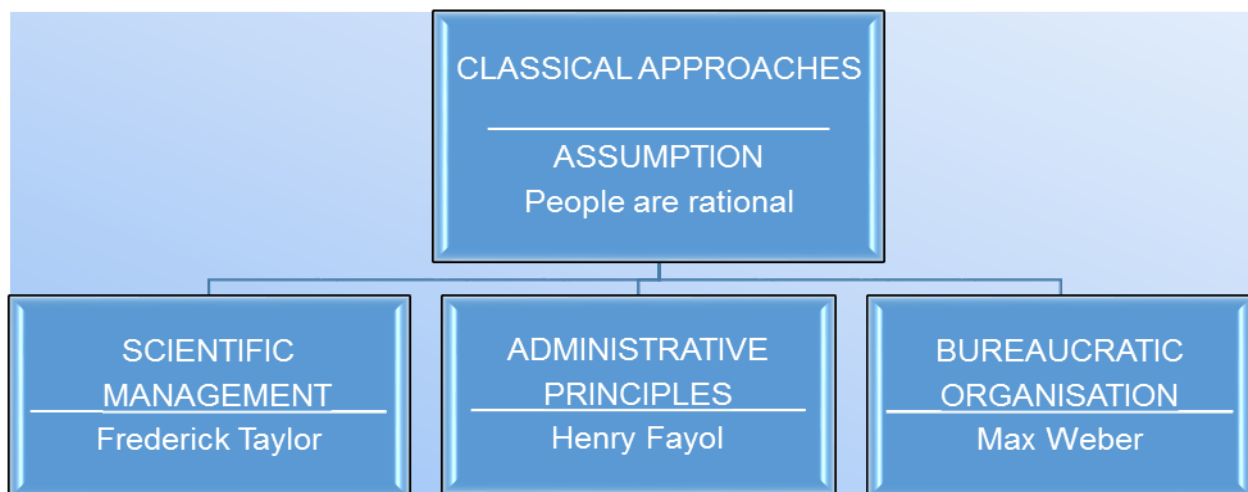 CLASSICAL APPROACHES
ASSUMPTION
People are rational
SCIENTIFIC
MANAGEMENT
Frederick Taylor
ADMINISTRATIVE
PRINCIPLES
Henry Fayol
BUREAUCRATIC
ORGANISATION
Max Weber